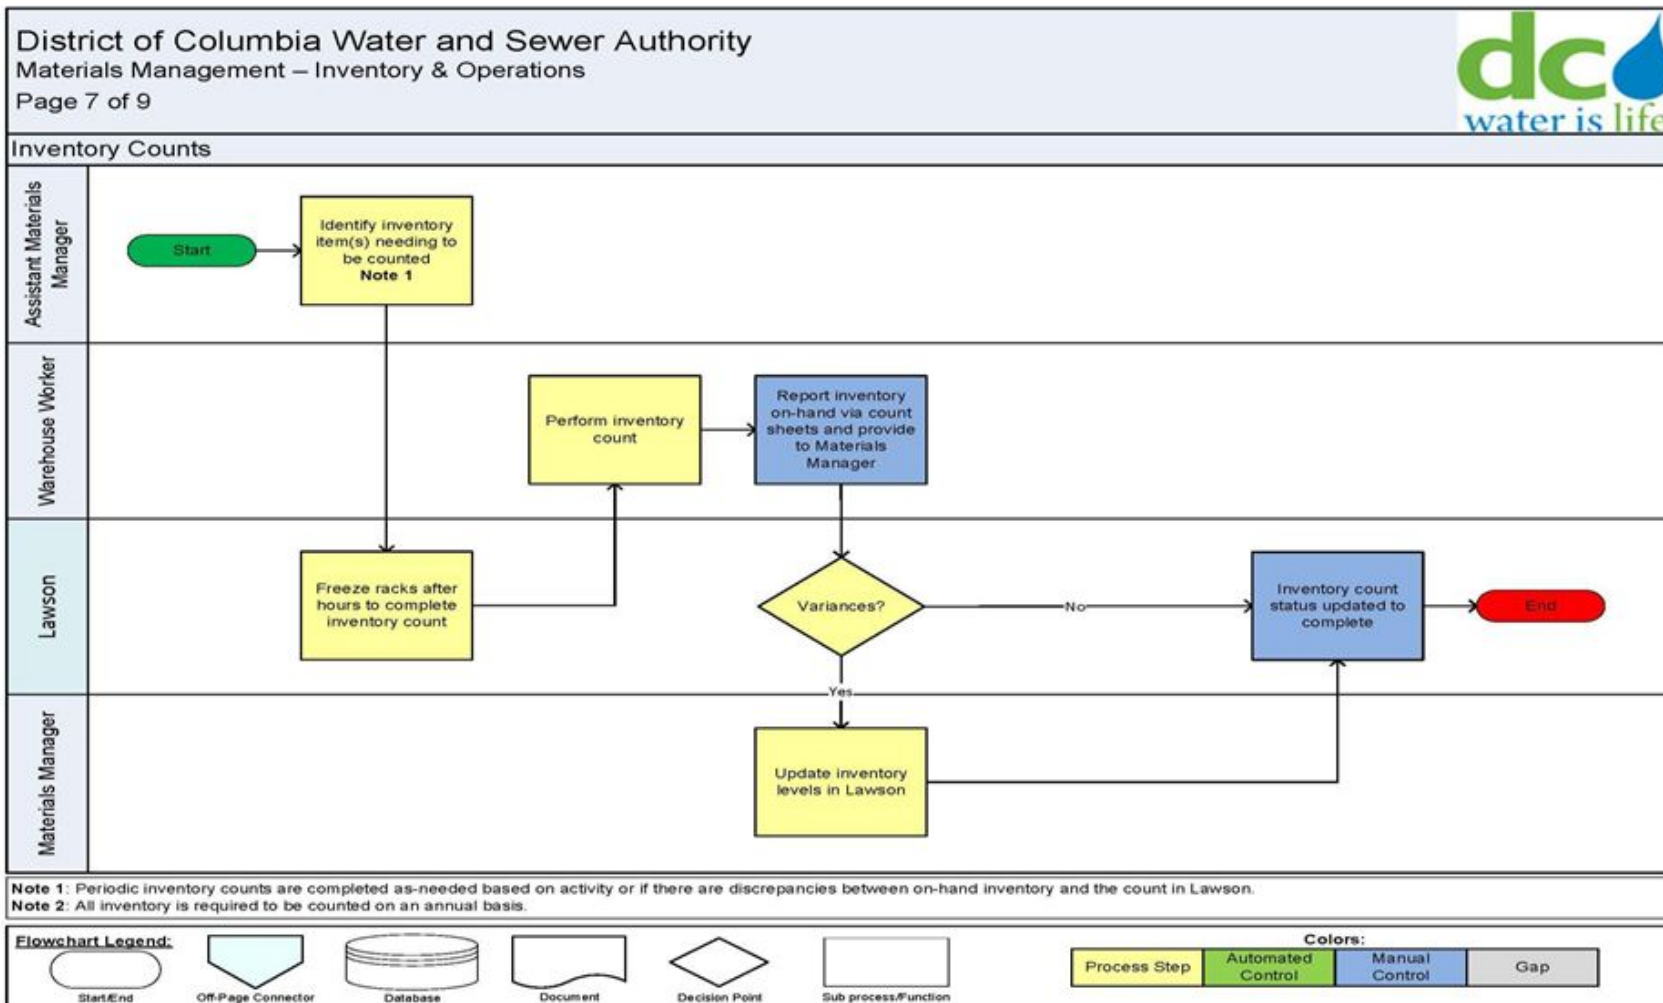 District of Columbia Water and Sewer Authority
Materials Management – Inventory & Operations
Page 7 of 9
dc
water is life
Inventory Counts
Assistant Materials
Manager
Start
Identify inventory
item(s) needing to
be counted
Note 1
Warehouse Worker
Perform inventory
count
Report inventory
on-hand via count
sheets and provide
to Materials
Manager
Lawson
Freeze racks after
hours to complete
inventory count
Variances?
No
Inventory count
status updated to
complete
End
Yes
Materials Manager
Update inventory
levels in Lawson
Note 1: Periodic inventory counts are completed as-needed based on activity or if there are discrepancies between on-hand inventory and the count in Lawson.
Note 2: All inventory is required to be counted on an annual basis.
Flowchart Legend:
Start/End
Off-Page Connector
Database
Document
Decision Point
Sub process/Function
Colors:
Process Step
Automated
Control
Manual
Control
Gap